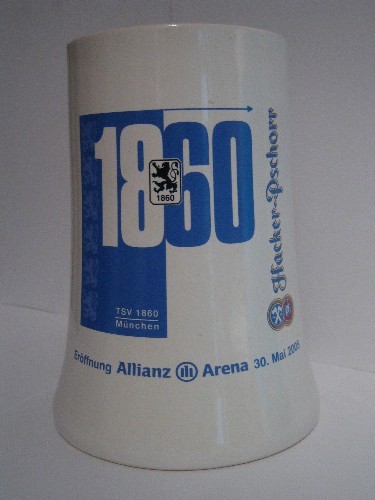 1860
1860
TSV 1860
München
Hacker-Pschorr
Eröffnung Allianz Arena 30. Mai 2005